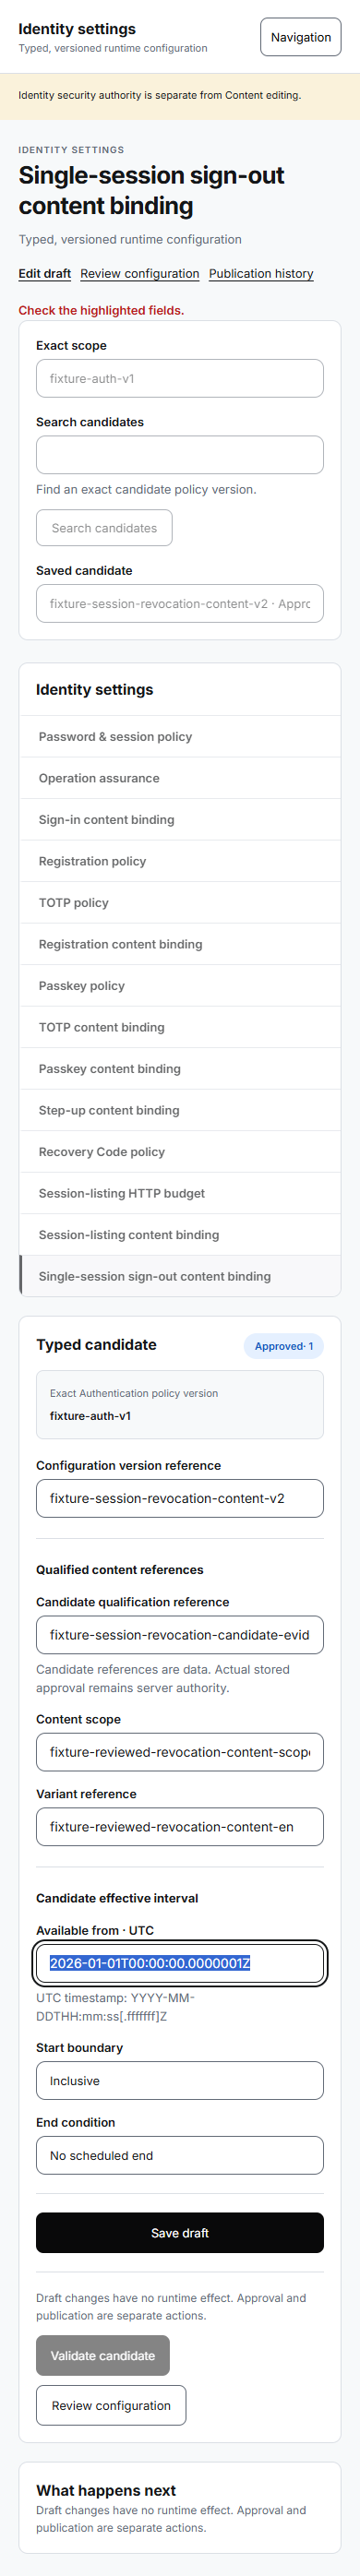 Identity settings
Typed, versioned runtime configuration
Navigation
Identity security authority is separate from Content editing.
IDENTITY SETTINGS
Single-session sign-out
content binding
Typed, versioned runtime configuration
Edit draft Review configuration Publication history
Check the highlighted fields.
Exact scope
fixture-auth-v1
Search candidates
Find an exact candidate policy version.
Search candidates
Saved candidate
fixture-session-revocation-content-v2 · Appro
Identity settings
Password & session policy
Operation assurance
Sign-in content binding
Registration policy
TOTP policy
Registration content binding
Passkey policy
TOTP content binding
Passkey content binding
Step-up content binding
Recovery Code policy
Session-listing HTTP budget
Session-listing content binding
Single-session sign-out content binding
Typed candidate
Approved· 1
Exact Authentication policy version
fixture-auth-v1
Configuration version reference
fixture-session-revocation-content-v2
Qualified content references
Candidate qualification reference
fixture-session-revocation-candidate-evid
Candidate references are data. Actual stored
approval remains server authority.
Content scope
fixture-reviewed-revocation-content-scope
Variant reference
fixture-reviewed-revocation-content-en
Candidate effective interval
Available from · UTC
2026-01-01T00:00:00.0000001Z
UTC timestamp: YYYY-MM-
DDTHH:mm:ss[.fffffff]Z
Start boundary
Inclusive
End condition
No scheduled end
Save draft
Draft changes have no runtime effect. Approval and
publication are separate actions.
Validate candidate
Review configuration
What happens next
Draft changes have no runtime effect. Approval and
publication are separate actions.